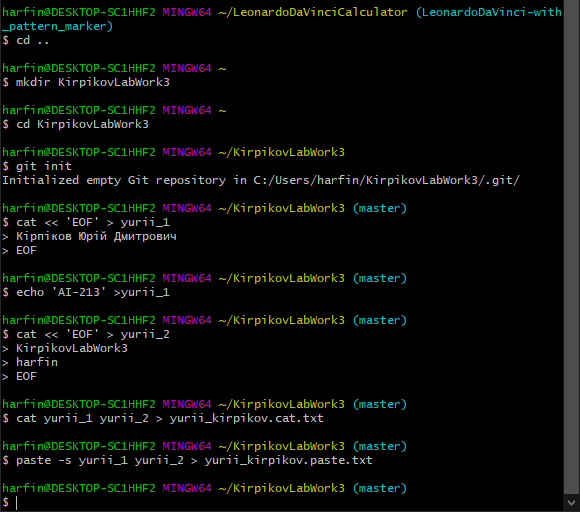 harfin@DESKTOP-SC1HHF2 MINGW64 ~/LeonardoDaVinciCalculator (LeonardoDaVinci-with
_pattern_marker)
$ cd ..
harfin@DESKTOP-SC1HHF2 MINGW64 ~
$ mkdir KirpikovLabWork3
harfin@DESKTOP-SC1HHF2 MINGW64 ~
$ cd KirpikovLabWork3
harfin@DESKTOP-SC1HHF2 MINGW64 ~/KirpikovLabWork3
$ git init
Initialized empty Git repository in C:/Users/harfin/KirpikovLabWork3/.git/
harfin@DESKTOP-SC1HHF2 MINGW64 ~/KirpikovLabWork3 (master)
$ cat << 'EOF' > yurii_1
> Кірпіков Юрій Дмитрович
> EOF
harfin@DESKTOP-SC1HHF2 MINGW64 ~/KirpikovLabWork3 (master)
$ echo 'AI-213' >yurii_1
harfin@DESKTOP-SC1HHF2 MINGW64 ~/KirpikovLabWork3 (master)
$ cat << 'EOF' > yurii_2
> KirpikovLabWork3
> harfin
> EOF
harfin@DESKTOP-SC1HHF2 MINGW64 ~/KirpikovLabWork3 (master)
$ cat yurii_1 yurii_2 > yurii_kirpikov.cat.txt
harfin@DESKTOP-SC1HHF2 MINGW64 ~/KirpikovLabWork3 (master)
$ paste -s yurii_1 yurii_2 > yurii_kirpikov.paste.txt
harfin@DESKTOP-SC1HHF2 MINGW64 ~/KirpikovLabWork3 (master)
$